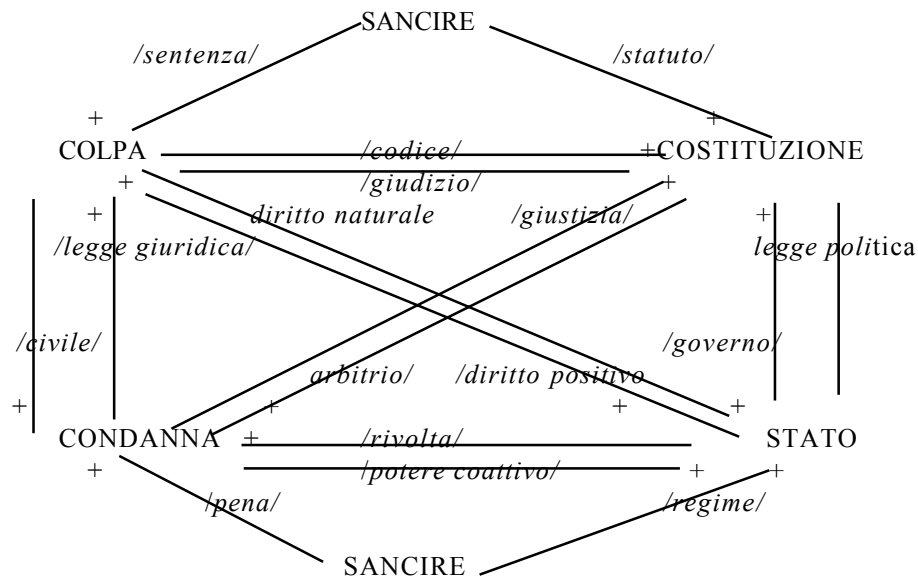 SANCIRE
/sentenza/ /statuto/
+ +
COLPA /codice/ +COSTITUZIONE
+ /giudizio/ +
+ diritto naturale /giustizia/ +
/legge giuridica/ legge politica
/civile/ /governo/
arbitrio/ /diritto positivo
+ + + +
CONDANNA + /rivolta/ STATO
+ /potere coattivo/ + +
/pena/ /regime/
SANCIRE